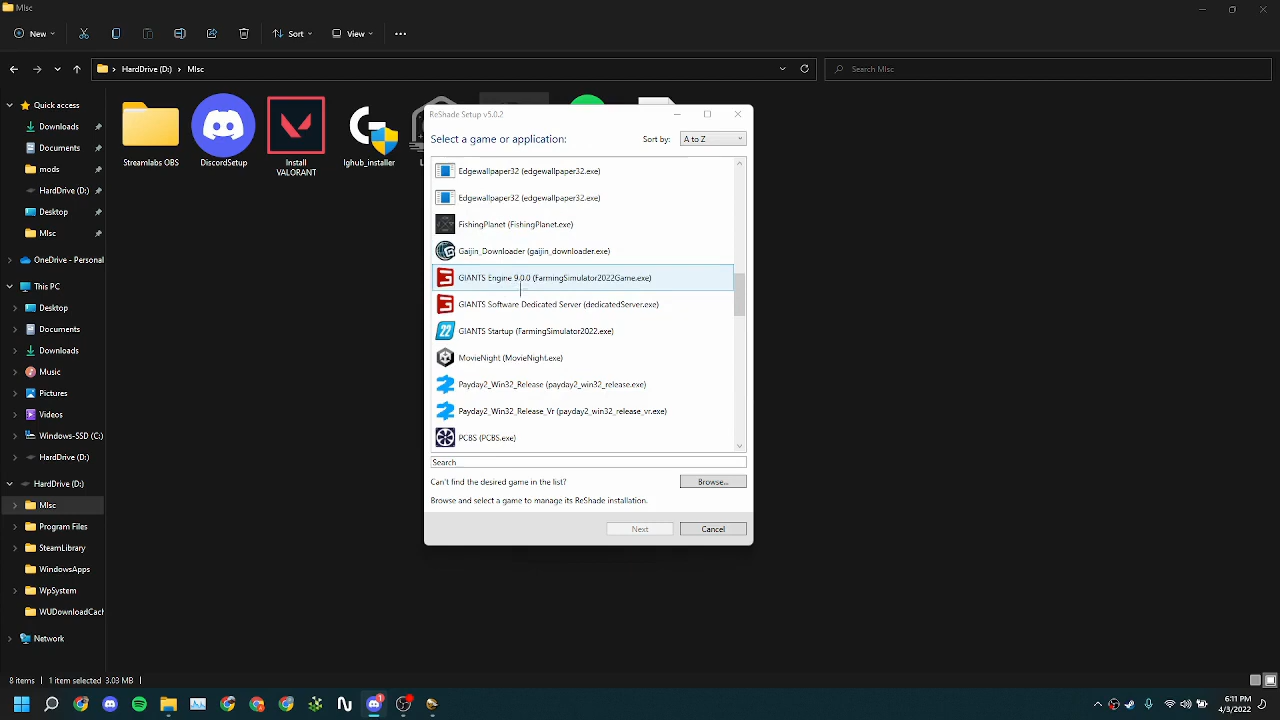 MIsc
New
Sort
View
HardDrive (D:) > MIsc
Search MIsc
Quick access
Downloads
Documents
mods
HardDrive (D:)
Desktop
MIsc
OneDrive - Personal
This PC
Desktop
Documents
Downloads
Music
Pictures
Videos
Windows-SSD (C:)
HardDrive (D:)
HardDrive (D:)
MIsc
Program Files
SteamLibrary
WindowsApps
WpSystem
WUDownloadCach
Network
Streamlabs OBS
DiscordSetup
Install
VALORANT
lghub_installer
ReShade Setup v5.0.2
Select a game or application:
Sort by:
A to Z
Edgewallpaper32 (edgewallpaper32.exe)
Edgewallpaper32 (edgewallpaper32.exe)
FishingPlanet (FishingPlanet.exe)
Gaijin_Downloader (gaijin_downloader.exe)
GIANTS Engine 9.0.0 (FarmingSimulator2022Game.exe)
GIANTS Software Dedicated Server (dedicatedServer.exe)
GIANTS Startup (FarmingSimulator2022.exe)
MovieNight (MovieNight.exe)
Payday2_Win32_Release (payday2_win32_release.exe)
Payday2_Win32_Release_Vr (payday2_win32_release_vr.exe)
PCBS (PCBS.exe)
Search
Can't find the desired game in the list?
Browse...
Browse and select a game to manage its ReShade installation.
Next
Cancel
8 items
1 item selected 3.03 MB
6:11 PM